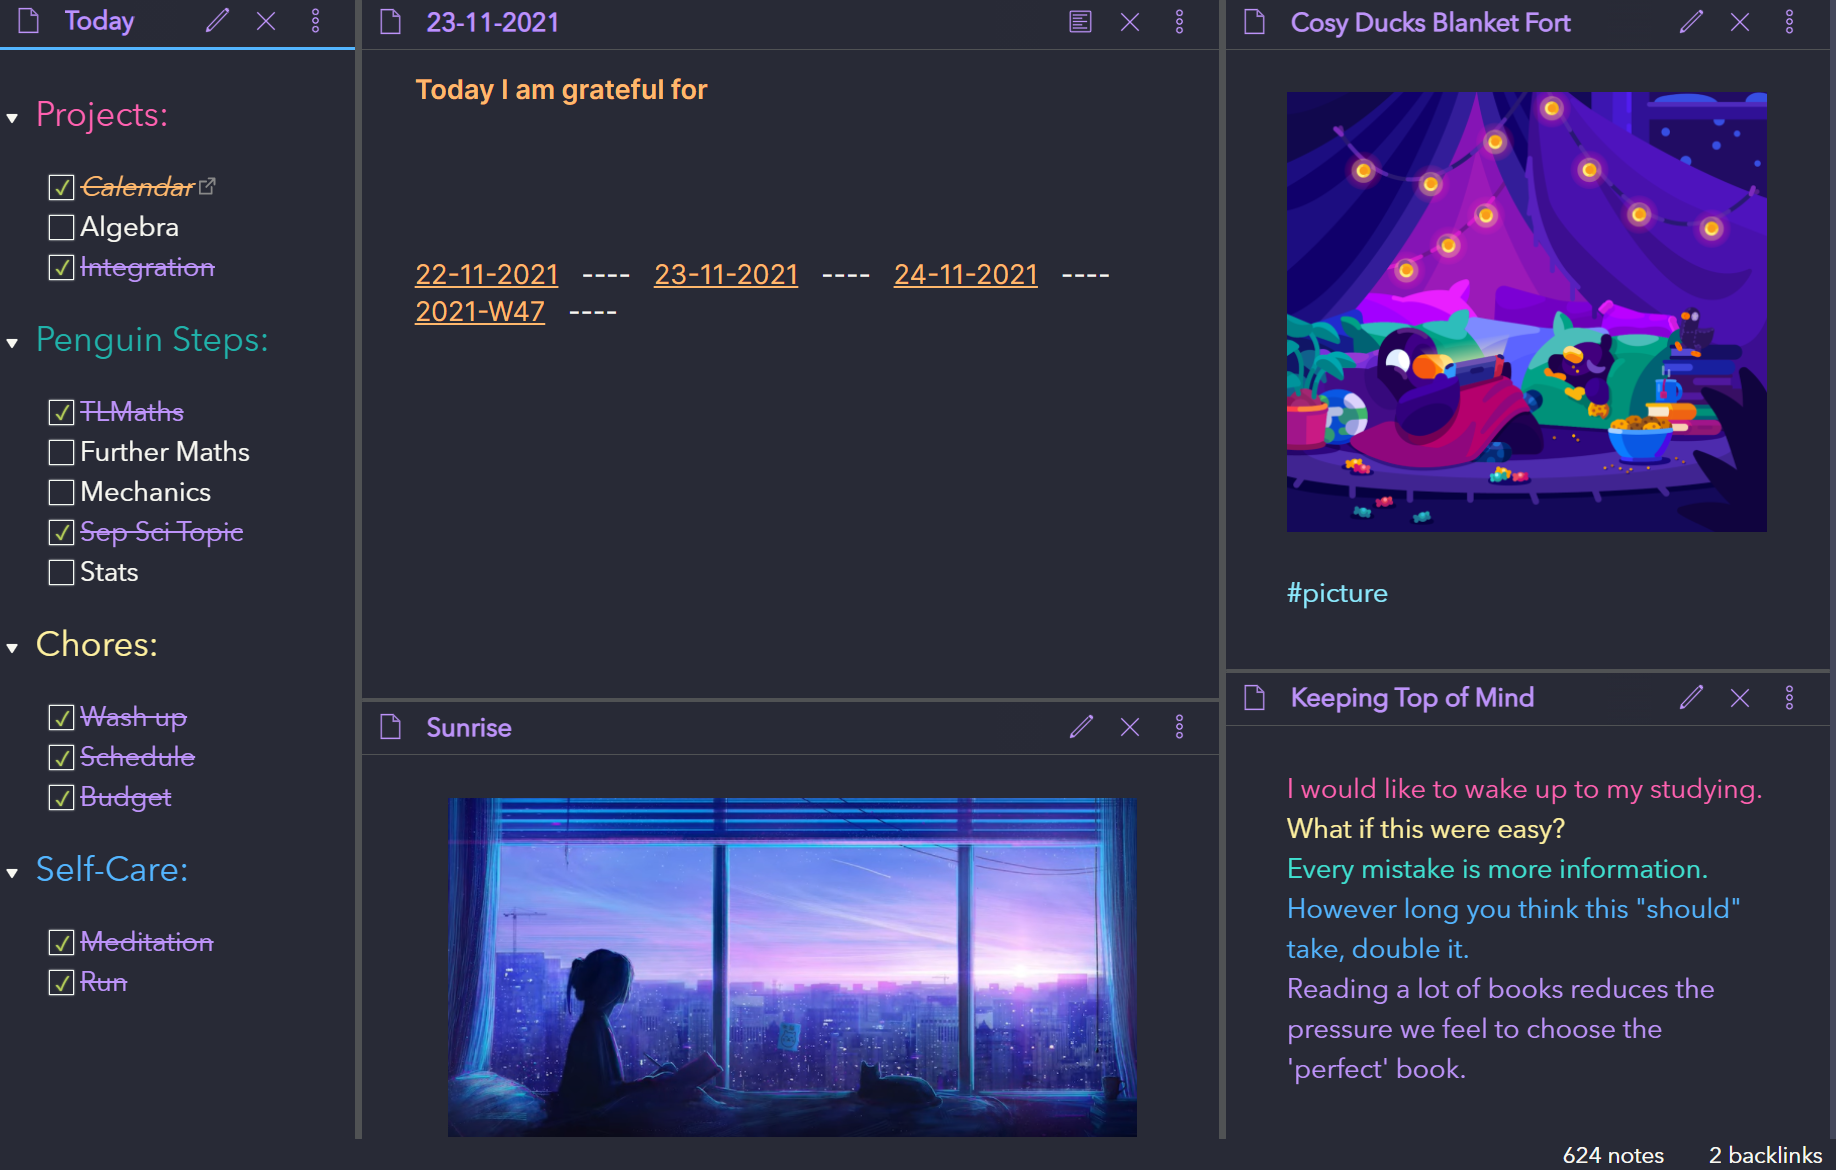 Today
Projects:
Calendar
Algebra
Integration
Penguin Steps:
TLMaths
Further Maths
Mechanics
Sep Sci Topic
Stats
Chores:
Wash up
Schedule
Budget
Self-Care:
Meditation
Run
23-11-2021
Today I am grateful for
22-11-2021 ---- 23-11-2021 ---- 24-11-2021 ----
2021-W47 ----
Sunrise
Cosy Ducks Blanket Fort
#picture
Keeping Top of Mind
I would like to wake up to my studying.
What if this were easy?
Every mistake is more information.
However long you think this "should"
take, double it.
Reading a lot of books reduces the
pressure we feel to choose the
'perfect' book.
624 notes 2 backlinks